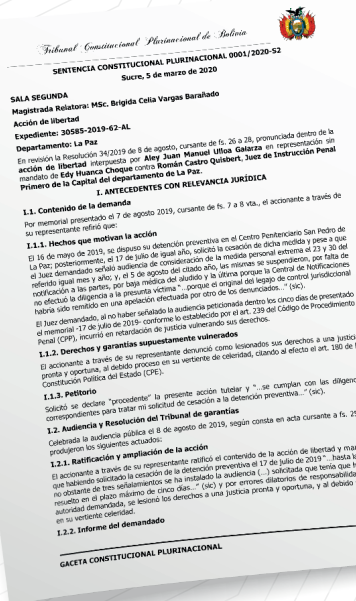 Tribunal Constitucional Plurinacional de Bolivia
SENTENCIA CONSTITUCIONAL PLURINACIONAL 0001/2020-S2
Sucre, 5 de marzo de 2020
SALA SEGUNDA
Magistrada Relatora: MSc. Brigida Celia Vargas Barañado
Acción de libertad
Expediente: 30585-2019-62-AL
Departamento: La Paz
En revisión la Resolución 34/2019 de 8 de agosto, cursante de fs. 26 a 28, pronunciada dentro de la
acción de libertad interpuesta por Aley Juan Manuel Ulloa Galarza en representación sin
mandato de Edy Huanca Choque contra Román Castro Quisbert, Juez de Instrucción Penal
Primero de la Capital del departamento de La Paz.
I. ANTECEDENTES CON RELEVANCIA JURÍDICA
I.1. Contenido de la demanda
Por memorial presentado el 7 de agosto 2019, cursante de fs. 7 a 8 vta., el accionante a través de
su representante refirió que:
I.1.1. Hechos que motivan la acción
El 16 de mayo de 2019, se dispuso su detención preventiva en el Centro Penitenciario San Pedro de
La Paz; posteriormente, el 17 de julio de igual año, solicitó la cesación de dicha medida y pese a que
el Juez demandado señaló audiencia de consideración de la medida personal extrema el 23 y 30 del
referido igual mes y año; y, el 5 de agosto del citado año, las mismas se suspendieron, por falta de
notificación a las partes, por baja médica del aludido y la última porque la Central de Notificaciones
no efectuó la diligencia a la presunta víctima "...porque el original del legajo de control jurisdiccional
habría sido remitido en una apelación efectuada por otro de los denunciados..." (sic).
El Juez demandado, al no haber señalado la audiencia peticionada dentro los cinco días de presentado
el memorial -17 de julio de 2019- conforme lo establecido por el art. 239 del Código de Procedimiento
Penal (CPP), incurrió en retardación de justicia vulnerando sus derechos.
I.1.2. Derechos y garantías supuestamente vulnerados
El accionante a través de su representante denunció como lesionados sus derechos a una justicia
pronta y oportuna, al debido proceso en su vertiente de celeridad, citando al efecto el art. 180 de
Constitución Política del Estado (CPE).
I.1.3. Petitorio
Solicitó se declare "procedente" la presente acción tutelar y "...se cumplan con las diligenc
correspondientes para tratar mi solicitud de cesación a la detención preventiva..." (sic).
I.2. Audiencia y Resolución del Tribunal de garantías
Celebrada la audiencia pública el 8 de agosto de 2019, según consta en acta cursante a fs. 25
produjeron los siguientes actuados:
I.2.1. Ratificación y ampliación de la acción
El accionante a través de su representante ratificó el contenido de la acción de libertad y man
que habiendo solicitado la cesación de la detención preventiva el 17 de julio de 2019 "...hasta l
no obstante de tres señalamientos se ha instalado la audiencia (...) solicitada que tenía que h
resuelto en el plazo máximo de cinco días..." (sic) y por errores dilatorios de responsabilida
autoridad demandada, se lesionó los derechos a una justicia pronta y oportuna, y al debido
en su vertiente celeridad.
I.2.2. Informe del demandado
GACETA CONSTITUCIONAL PLURINACIONAL